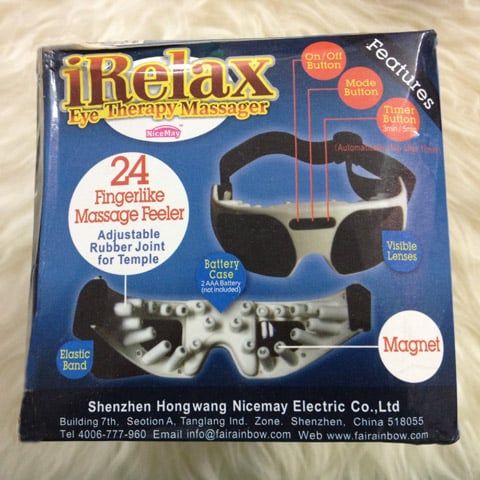 iRelax
Eye Therapy Massager
NiceMay™
Features
On/Off
Button
Mode
Button
Timer
Button
3min / 5min
24
Fingerlike
Massage Feeler
Adjustable
Rubber Joint
for Temple
Battery
Case
2 AAA Battery
(not included)
Visible
Lenses
Elastic
Band
Magnet
Shenzhen Hongwang Nicemay Electric Co.,Ltd
Building 7th, Seotion A, Tanglang Ind. Zone. Shenzhen, China 518055
Tel 4006-777-960 Email info@fairainbow.com Web www.fairainbow.com